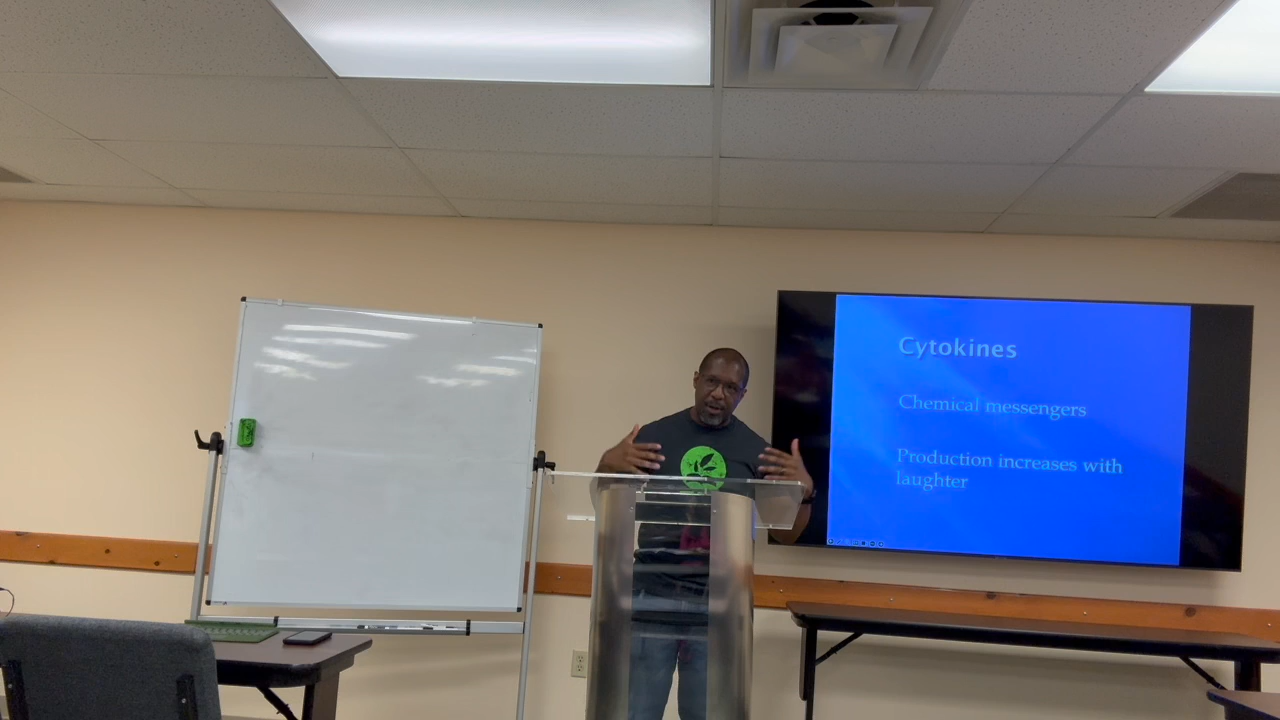 Cytokines
Chemical messengers
Production increases with
laughter